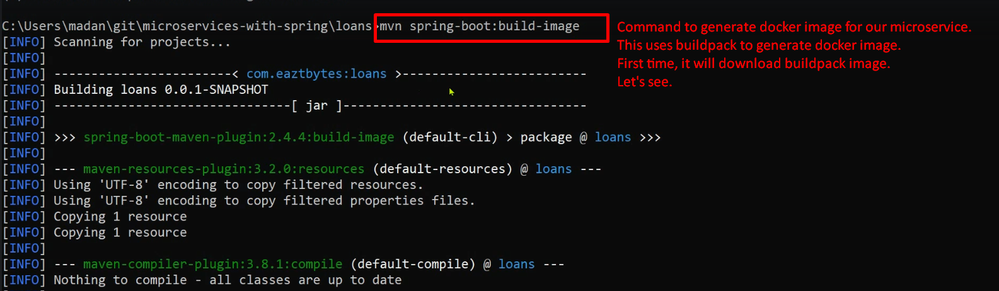 C:\Users\madan\git\microservices-with-spring\loans>mvn spring-boot:build-image
Command to generate docker image for our microservice.
This uses buildpack to generate docker image.
First time, it will download buildpack image.
Let's see.
[INFO] Scanning for projects...
[INFO]
[INFO] ------------------------< com.eaztbytes:loans >-------------------------
[INFO] Building loans 0.0.1-SNAPSHOT
[INFO] --------------------------------[ jar ]---------------------------------
[INFO]
[INFO] >>> spring-boot-maven-plugin:2.4.4:build-image (default-cli) > package @ loans >>>
[INFO]
[INFO] --- maven-resources-plugin:3.2.0:resources (default-resources) @ loans ---
[INFO] Using 'UTF-8' encoding to copy filtered resources.
[INFO] Using 'UTF-8' encoding to copy filtered properties files.
[INFO] Copying 1 resource
[INFO] Copying 1 resource
[INFO]
[INFO] --- maven-compiler-plugin:3.8.1:compile (default-compile) @ loans ---
[INFO] Nothing to compile - all classes are up to date